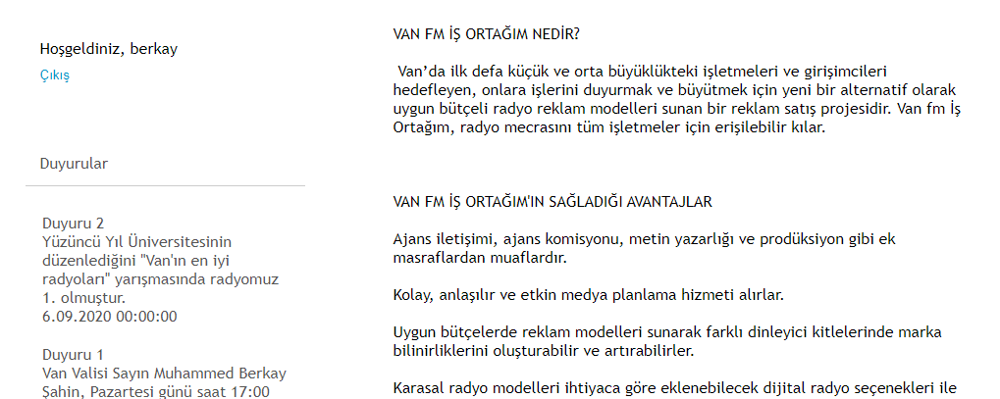 Hoşgeldiniz, berkay
Çıkış
Duyurular
Duyuru 2
Yüzüncü Yıl Üniversitesinin
düzenlediğini "Van'ın en iyi
radyoları" yarışmasında radyomuz
1. olmuştur.
6.09.2020 00:00:00
Duyuru 1
Van Valisi Sayın Muhammed Berkay
Şahin, Pazartesi günü saat 17:00
VAN FM İŞ ORTAĞIM NEDİR?
Van’da ilk defa küçük ve orta büyüklükteki işletmeleri ve girişimcileri
hedefleyen, onlara işlerini duyurmak ve büyütmek için yeni bir alternatif olarak
uygun bütçeli radyo reklam modelleri sunan bir reklam satış projesidir. Van fm İş
Ortağım, radyo mecrasını tüm işletmeler için erişilebilir kılar.
VAN FM İŞ ORTAĞIM'IN SAĞLADIĞI AVANTAJLAR
Ajans iletişimi, ajans komisyonu, metin yazarlığı ve prodüksiyon gibi ek
masraflardan muaflardır.
Kolay, anlaşılır ve etkin medya planlama hizmeti alırlar.
Uygun bütçelerde reklam modelleri sunarak farklı dinleyici kitlelerinde marka
bilinirliklerini oluşturabilir ve artırabilirler.
Karasal radyo modelleri ihtiyaca göre eklenebilecek dijital radyo seçenekleri ile